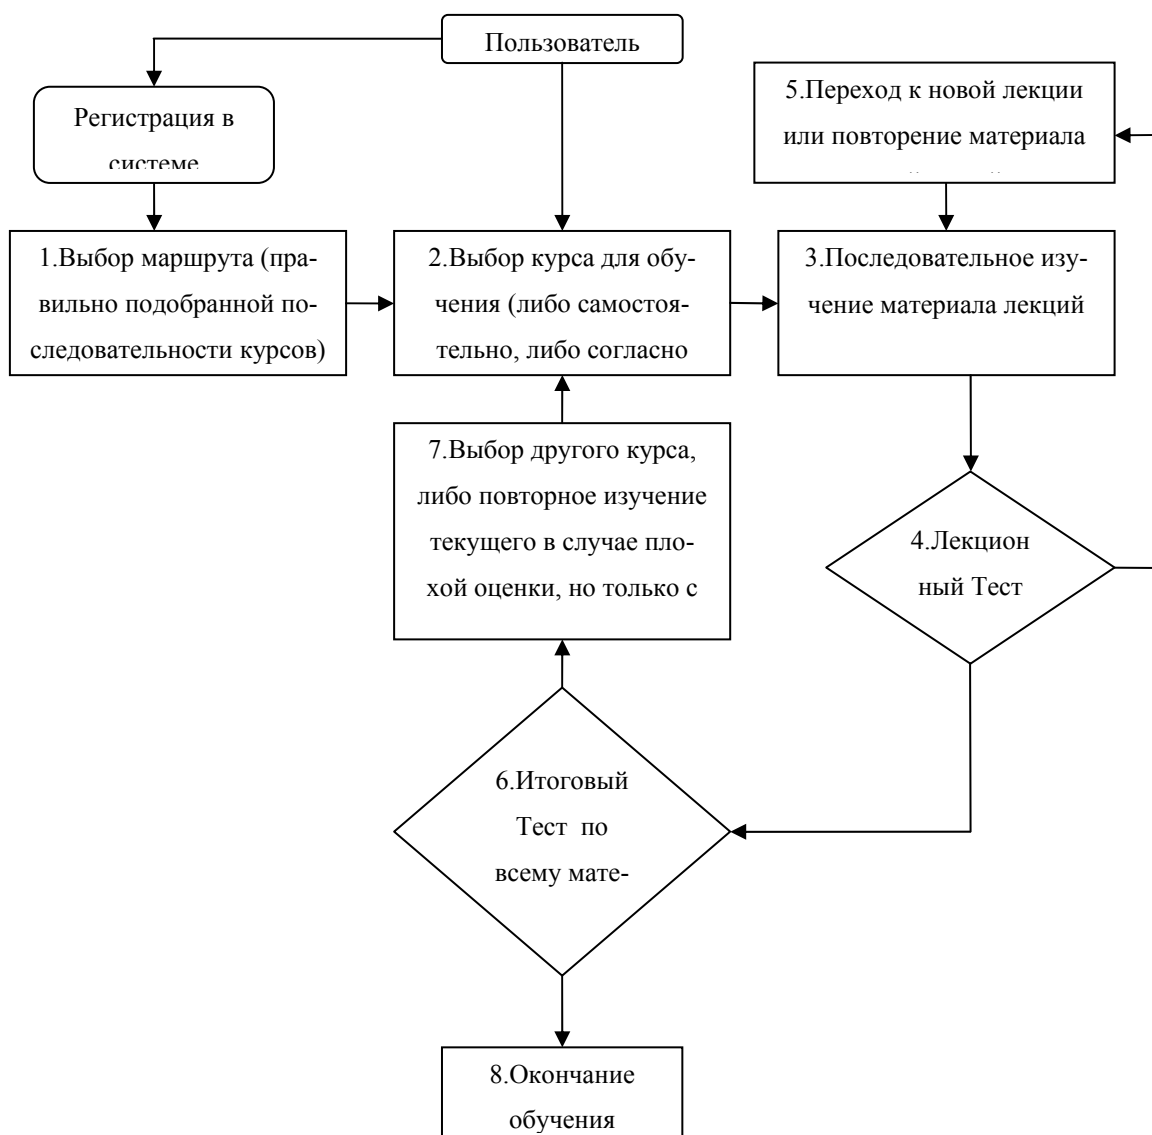 Пользователь
Регистрация в
системе
5.Переход к новой лекции
или повторение материала
1.Выбор маршрута (пра-
вильно подобранной по-
следовательности курсов)
2.Выбор курса для обу-
чения (либо самостоя-
тельно, либо согласно
3.Последовательное изу-
чение материала лекций
7.Выбор другого курса,
либо повторное изучение
текущего в случае пло-
хой оценки, но только с
4.Лекцион
ный Тест
6.Итоговый
Тест по
всему мате-
8.Окончание
обучения